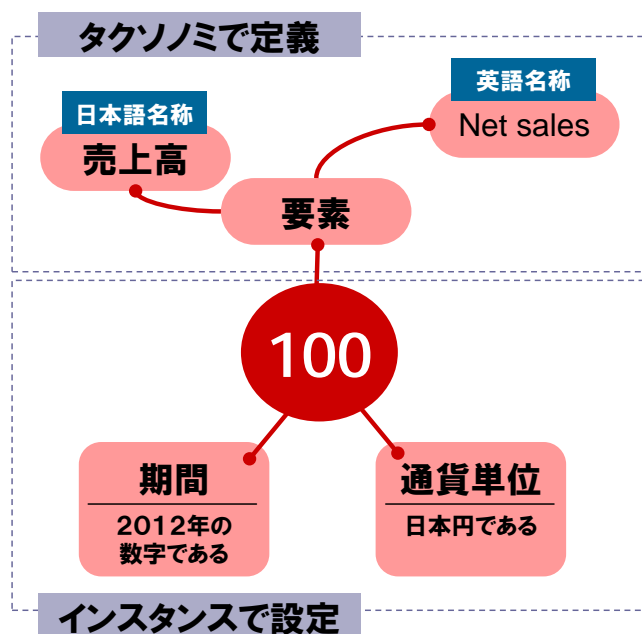 タクソノミで定義
英語名称
Net sales
日本語名称
売上高
要素
100
期間
2012年の
数字である
通貨単位
日本円である
インスタンスで設定